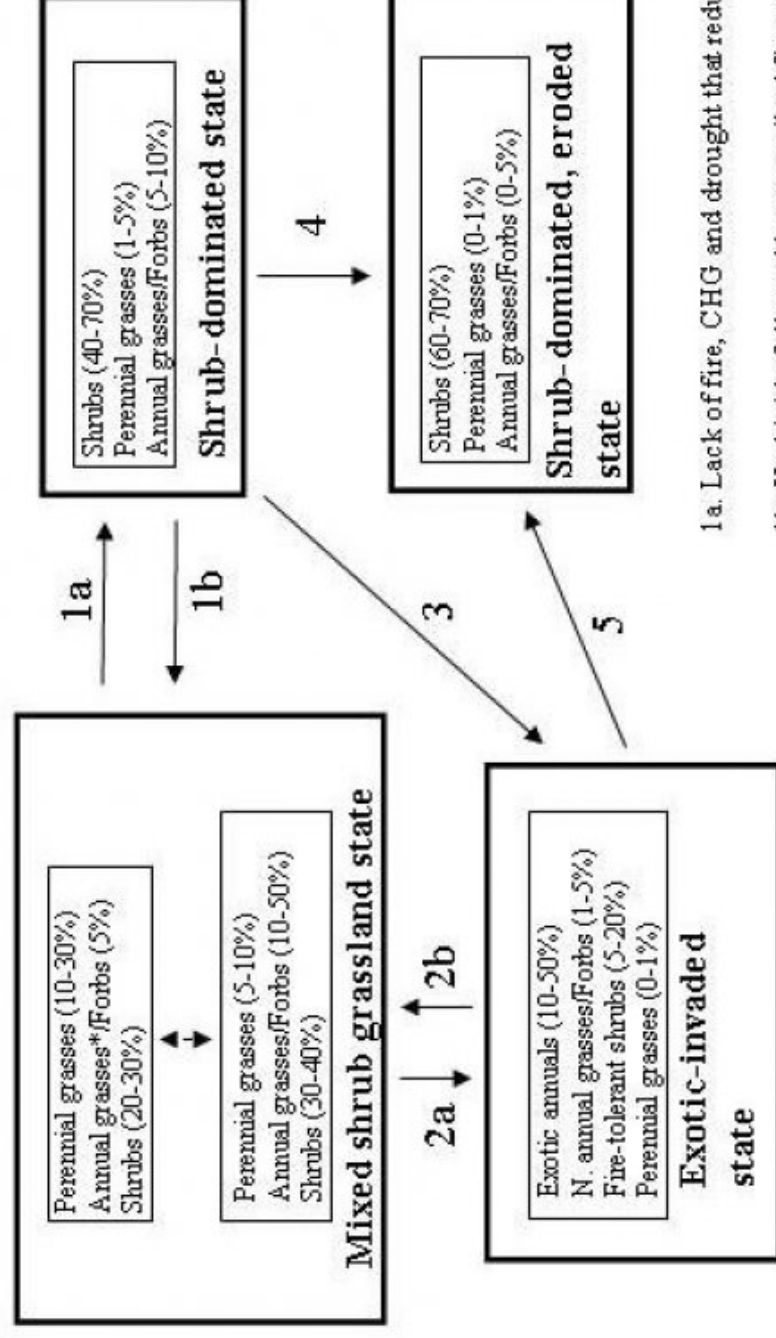 Perennial grasses (10-30%)
Annual grasses*/Forbs (5%)
Shrubs (20-30%)
Perennial grasses (5-10%)
Annual grasses/Forbs (10-50%)
Shrubs (30-40%)
Mixed shrub grassland state
1a
1b
Shrubs (40-70%)
Perennial grasses (1-5%)
Annual grasses/Forbs (5-10%)
Shrub-dominated state
2a
2b
3
4
Exotic annuals (10-50%)
N. annual grasses/Forbs (1-5%)
Fire-tolerant shrubs (5-20%)
Perennial grasses (0-1%)
Exotic-invaded
state
5
Shrubs (60-70%)
Perennial grasses (0-1%)
Annual grasses/Forbs (0-5%)
Shrub-dominated, eroded
state
1a. Lack of fire, CHG and drought that redu